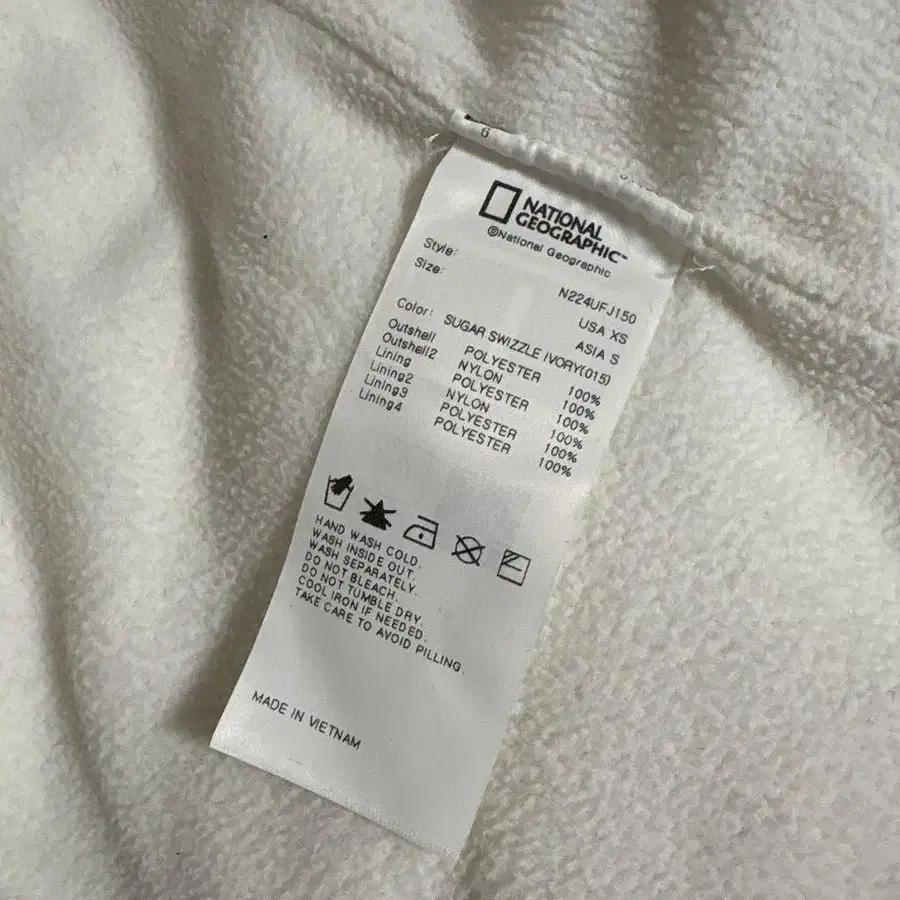 6
NATIONAL
GEOGRAPHIC™
©National Geographic
Style: N224UFJ150
Size: USA XS
ASIA S
Color: SUGAR SWIZZLE IVORY(015)
Outshell POLYESTER 100%
Outshell2 NYLON 100%
Lining POLYESTER 100%
Lining2 NYLON 100%
Lining3 POLYESTER 100%
Lining4 POLYESTER 100%
HAND WASH COLD.
WASH INSIDE OUT.
WASH SEPARATELY.
DO NOT BLEACH.
DO NOT TUMBLE DRY.
COOL IRON IF NEEDED.
TAKE CARE TO AVOID PILLING.
MADE IN VIETNAM